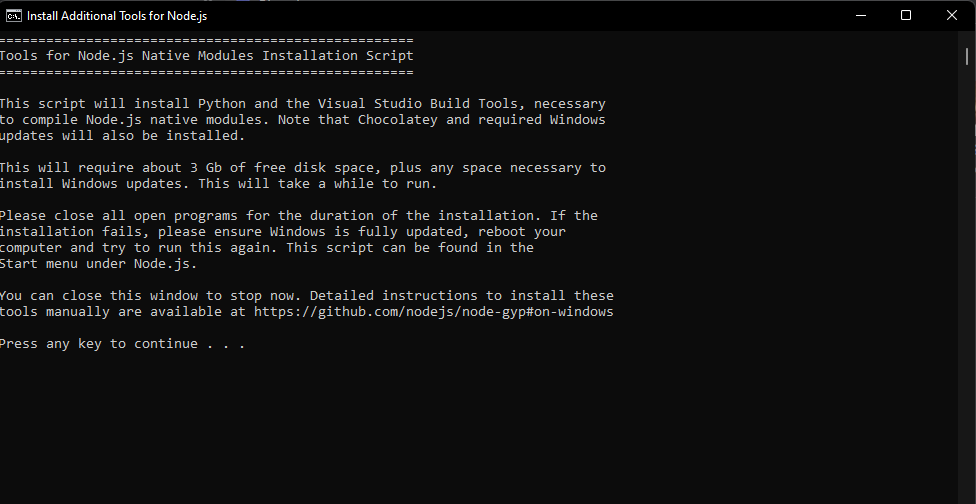 Install Additional Tools for Node.js
====================================================
Tools for Node.js Native Modules Installation Script
====================================================
This script will install Python and the Visual Studio Build Tools, necessary
to compile Node.js native modules. Note that Chocolatey and required Windows
updates will also be installed.
This will require about 3 Gb of free disk space, plus any space necessary to
install Windows updates. This will take a while to run.
Please close all open programs for the duration of the installation. If the
installation fails, please ensure Windows is fully updated, reboot your
computer and try to run this again. This script can be found in the
Start menu under Node.js.
You can close this window to stop now. Detailed instructions to install these
tools manually are available at https://github.com/nodejs/node-gyp#on-windows
Press any key to continue . . .